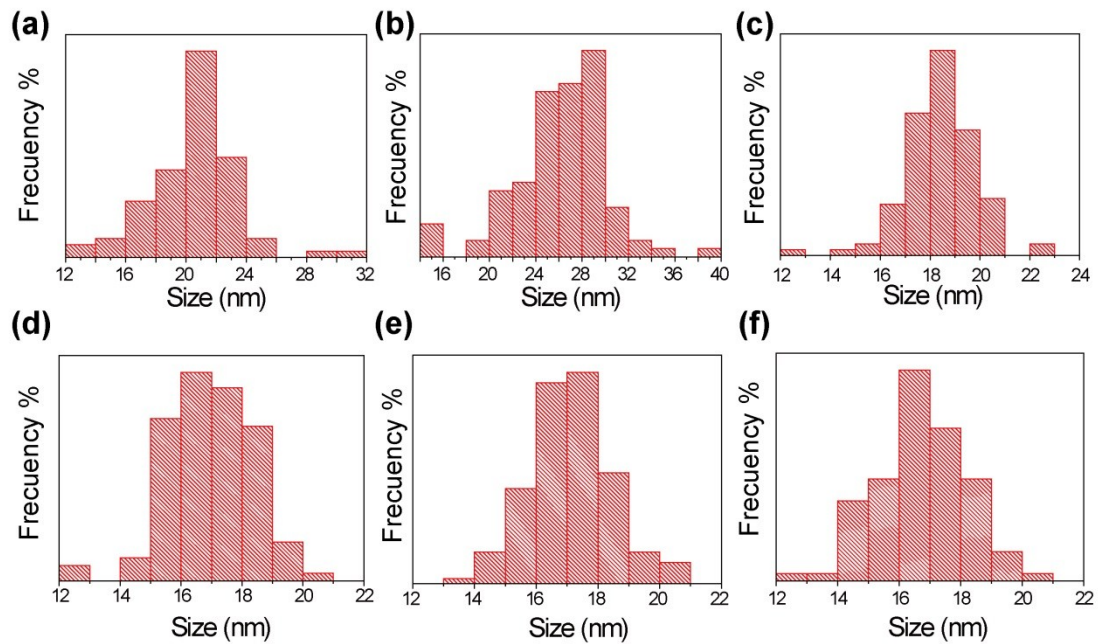 (a)
Frecuency %
12 16 20 24 28 32
Size (nm)
(b)
Frecuency %
16 20 24 28 32 36 40
Size (nm)
(c)
Frecuency %
12 14 16 18 20 22 24
Size (nm)
(d)
Frecuency %
12 14 16 18 20 22
Size (nm)
(e)
Frecuency %
12 14 16 18 20 22
Size (nm)
(f)
Frecuency %
12 14 16 18 20 22
Size (nm)